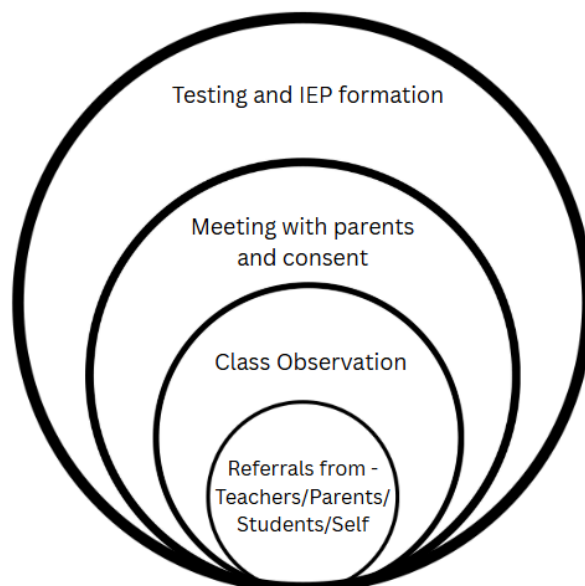 Testing and IEP formation
Meeting with parents
and consent
Class Observation
Referrals from -
Teachers/Parents/
Students/Self